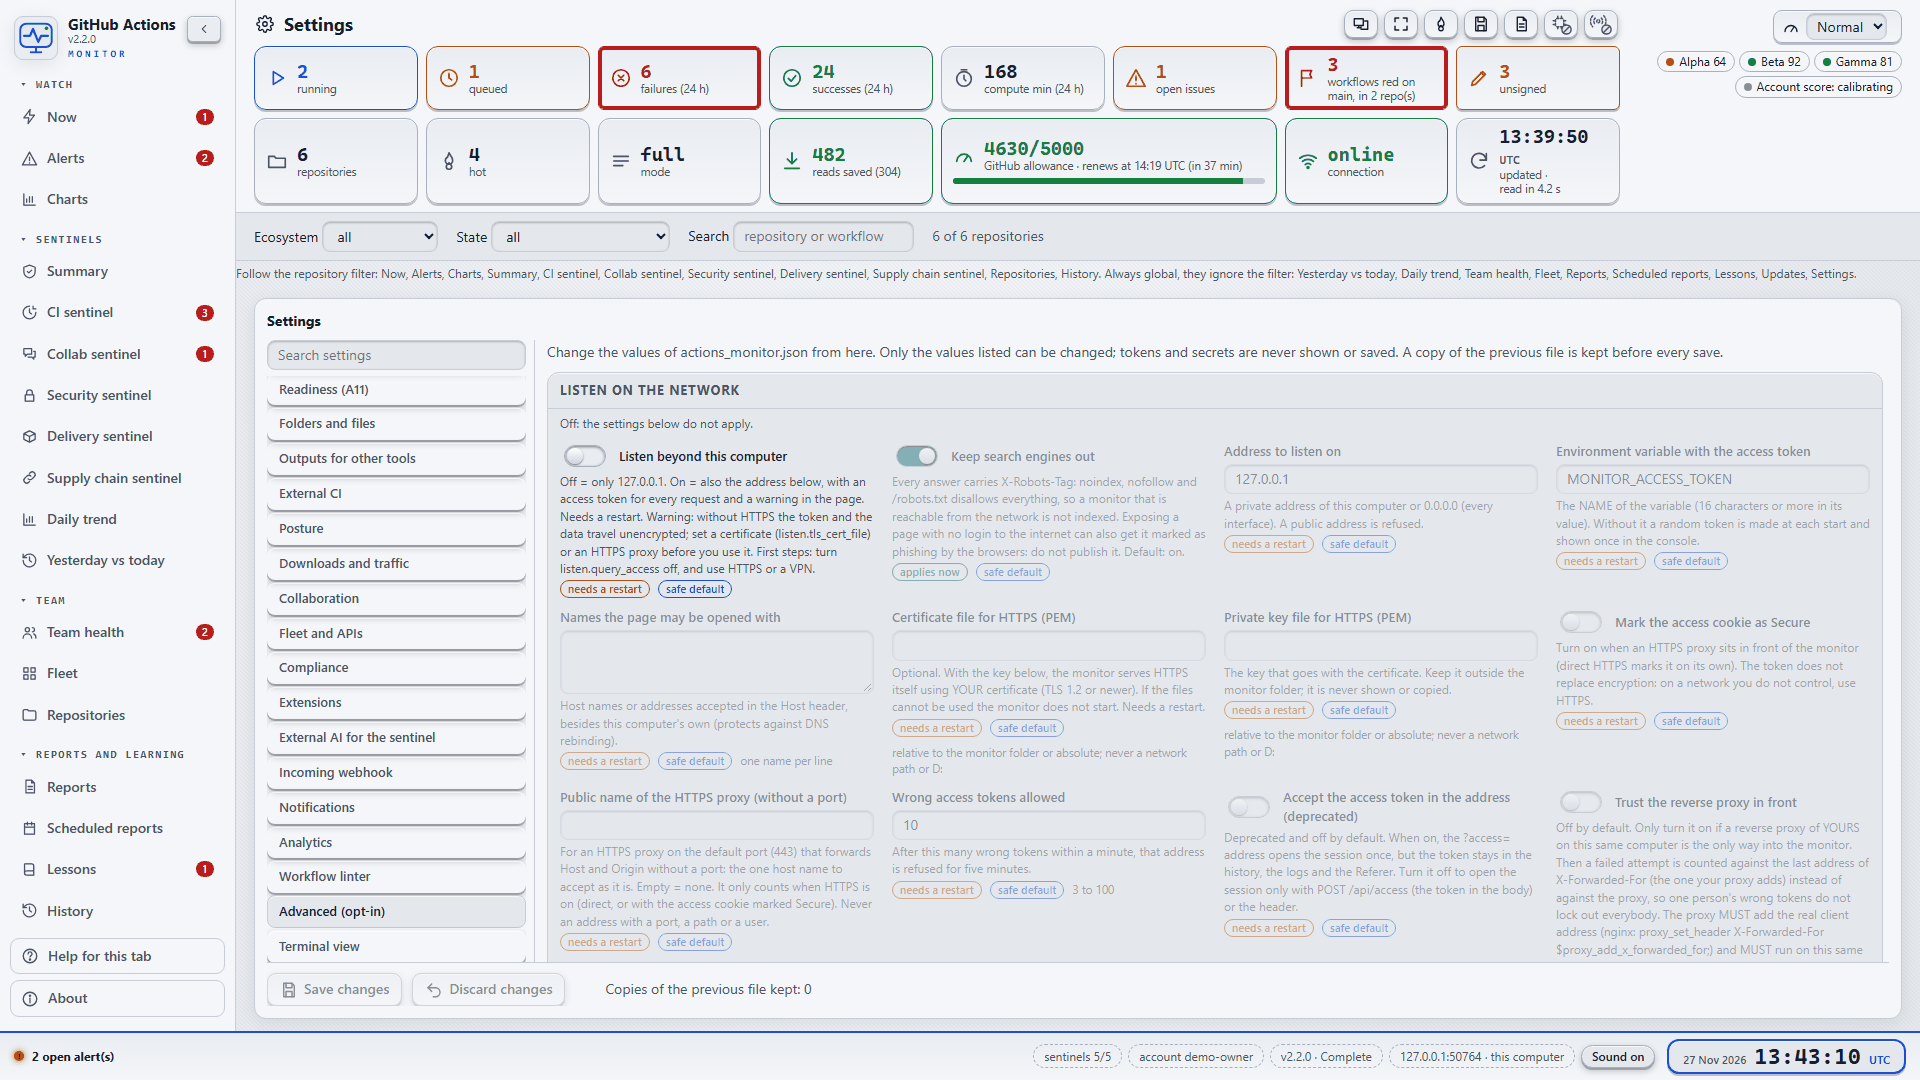 GitHub Actions
v2.2.0
MONITOR
WATCH
Now 1
Alerts 2
Charts
SENTINELS
Summary
CI sentinel 3
Collab sentinel 1
Security sentinel
Delivery sentinel
Supply chain sentinel
Daily trend
Yesterday vs today
TEAM
Team health 2
Fleet
Repositories
REPORTS AND LEARNING
Reports
Scheduled reports
Lessons 1
History
Help for this tab
About
Settings
Normal
Alpha 64
Beta 92
Gamma 81
Account score: calibrating
2
running
1
queued
6
failures (24 h)
24
successes (24 h)
168
compute min (24 h)
1
open issues
3
workflows red on
main, in 2 repo(s)
3
unsigned
6
repositories
4
hot
full
mode
482
reads saved (304)
4630/5000
GitHub allowance · renews at 14:19 UTC (in 37 min)
online
connection
13:39:50
UTC
updated ·
read in 4.2 s
Ecosystem all
State all
Search repository or workflow
6 of 6 repositories
Follow the repository filter: Now, Alerts, Charts, Summary, CI sentinel, Collab sentinel, Security sentinel, Delivery sentinel, Supply chain sentinel, Repositories, History. Always global, they ignore the filter: Yesterday vs today, Daily trend, Team health, Fleet, Reports, Scheduled reports, Lessons, Updates, Settings.
Settings
Search settings
Readiness (A11)
Folders and files
Outputs for other tools
External CI
Posture
Downloads and traffic
Collaboration
Fleet and APIs
Compliance
Extensions
External AI for the sentinel
Incoming webhook
Notifications
Analytics
Workflow linter
Advanced (opt-in)
Terminal view
Change the values of actions_monitor.json from here. Only the values listed can be changed; tokens and secrets are never shown or saved. A copy of the previous file is kept before every save.
LISTEN ON THE NETWORK
Off: the settings below do not apply.
Listen beyond this computer
Off = only 127.0.0.1. On = also the address below, with an
access token for every request and a warning in the page.
Needs a restart. Warning: without HTTPS the token and the
data travel unencrypted; set a certificate (listen.tls_cert_file)
or an HTTPS proxy before you use it. First steps: turn
listen.query_access off, and use HTTPS or a VPN.
needs a restart
safe default
Keep search engines out
Every answer carries X-Robots-Tag: noindex, nofollow and
/robots.txt disallows everything, so a monitor that is
reachable from the network is not indexed. Exposing a
page with no login to the internet can also get it marked as
phishing by the browsers: do not publish it. Default: on.
applies now
safe default
Address to listen on
127.0.0.1
A private address of this computer or 0.0.0.0 (every
interface). A public address is refused.
needs a restart
safe default
Environment variable with the access token
MONITOR_ACCESS_TOKEN
The NAME of the variable (16 characters or more in its
value). Without it a random token is made at each start and
shown once in the console.
needs a restart
safe default
Names the page may be opened with
Host names or addresses accepted in the Host header,
besides this computer's own (protects against DNS
rebinding).
needs a restart
safe default
one name per line
Certificate file for HTTPS (PEM)
Optional. With the key below, the monitor serves HTTPS
itself using YOUR certificate (TLS 1.2 or newer). If the files
cannot be used the monitor does not start. Needs a restart.
needs a restart
safe default
relative to the monitor folder or absolute; never a network
path or D:
Private key file for HTTPS (PEM)
The key that goes with the certificate. Keep it outside the
monitor folder; it is never shown or copied.
needs a restart
safe default
relative to the monitor folder or absolute; never a network
path or D:
Mark the access cookie as Secure
Turn on when an HTTPS proxy sits in front of the monitor
(direct HTTPS marks it on its own). The token does not
replace encryption: on a network you do not control, use
HTTPS.
needs a restart
safe default
Public name of the HTTPS proxy (without a port)
For an HTTPS proxy on the default port (443) that forwards
Host and Origin without a port: the one host name to
accept as it is. Empty = none. It only counts when HTTPS is
on (direct, or with the access cookie marked Secure). Never
an address with a port, a path or a user.
needs a restart
safe default
Wrong access tokens allowed
10
After this many wrong tokens within a minute, that address
is refused for five minutes.
needs a restart
safe default
3 to 100
Accept the access token in the address
(deprecated)
Deprecated and off by default. When on, the ?access=
address opens the session once, but the token stays in the
history, the logs and the Referer. Turn it off to open the
session only with POST /api/access (the token in the body)
or the header.
needs a restart
safe default
Trust the reverse proxy in front
Off by default. Only turn it on if a reverse proxy of YOURS
on this same computer is the only way into the monitor.
Then a failed attempt is counted against the last address of
X-Forwarded-For (the one your proxy adds) instead of
against the proxy, so one person's wrong tokens do not
lock out everybody. The proxy MUST add the real client
address (nginx: proxy_set_header X-Forwarded-For
$proxy_add_x_forwarded_for;) and MUST run on this same
Save changes
Discard changes
Copies of the previous file kept: 0
2 open alert(s)
sentinels 5/5
account demo-owner
v2.2.0 · Complete
127.0.0.1:50764 · this computer
Sound on
27 Nov 2026 13:43:10 UTC